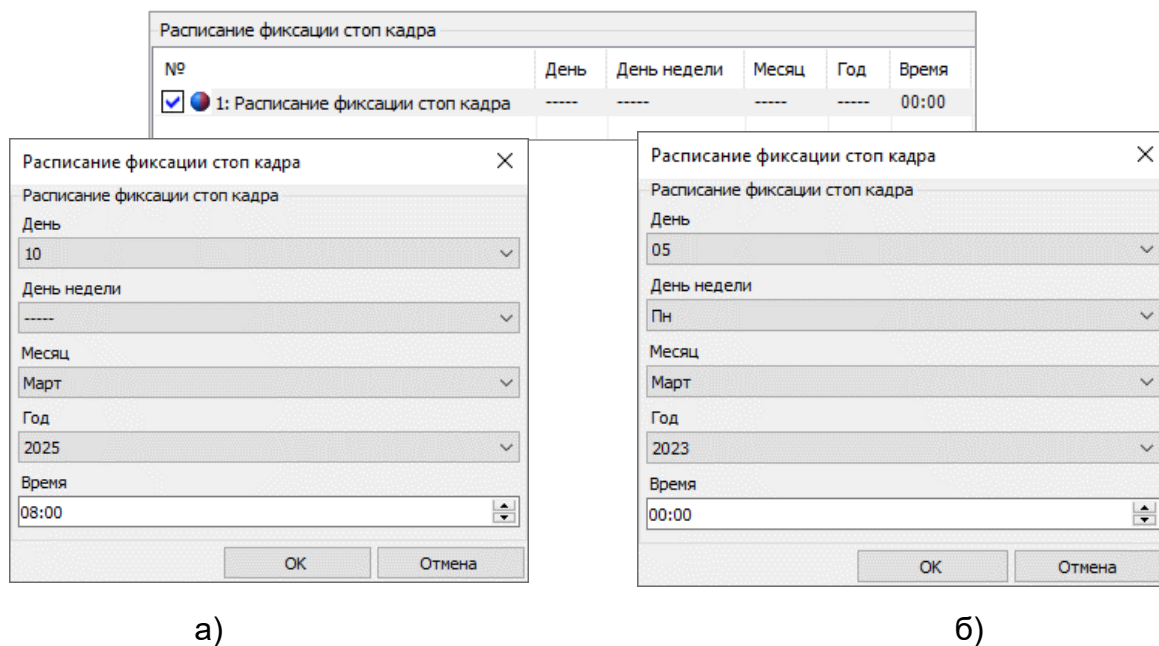 Расписание фиксации стоп кадра
№ День День недели Месяц Год Время
1: Расписание фиксации стоп кадра ----- ----- ----- ----- 00:00
Расписание фиксации стоп кадра
Расписание фиксации стоп кадра
День
10
День недели
-----
Месяц
Март
Год
2025
Время
08:00
ОК Отмена
а)
Расписание фиксации стоп кадра
Расписание фиксации стоп кадра
День
05
День недели
Пн
Месяц
Март
Год
2023
Время
00:00
ОК Отмена
б)